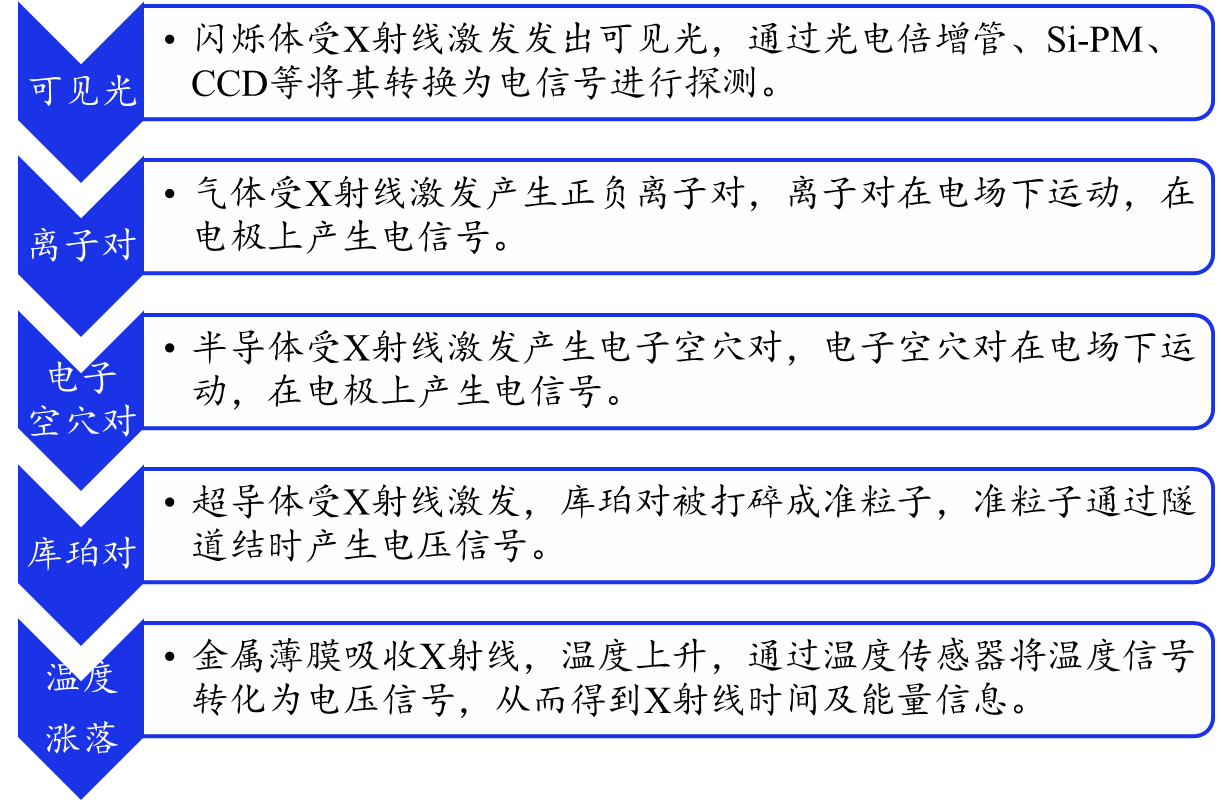 可见光
• 闪烁体受X射线激发发出可见光，通过光电倍增管、Si-PM、
CCD等将其转换为电信号进行探测。
离子对
• 气体受X射线激发产生正负离子对，离子对在电场下运动，在
电极上产生电信号。
电子
空穴对
• 半导体受X射线激发产生电子空穴对，电子空穴对在电场下运
动，在电极上产生电信号。
库珀对
• 超导体受X射线激发，库珀对被打碎成准粒子，准粒子通过隧
道结时产生电压信号。
温度
涨落
• 金属薄膜吸收X射线，温度上升，通过温度传感器将温度信号
转化为电压信号，从而得到X射线时间及能量信息。